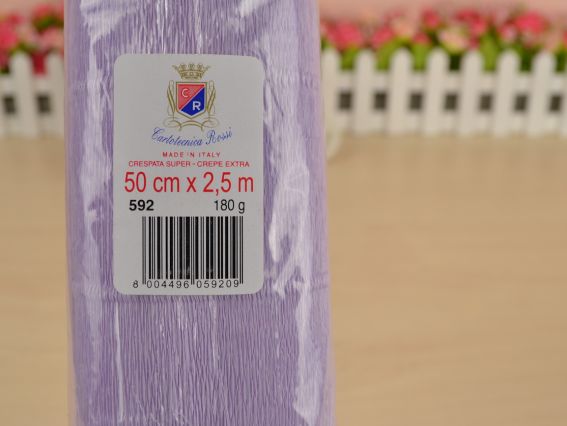 C
R
Cartotecnica Rossi
MADE IN ITALY
CRESPATA SUPER - CREPE EXTRA
50 cm x 2,5 m
592 180 g
8 004496 059209